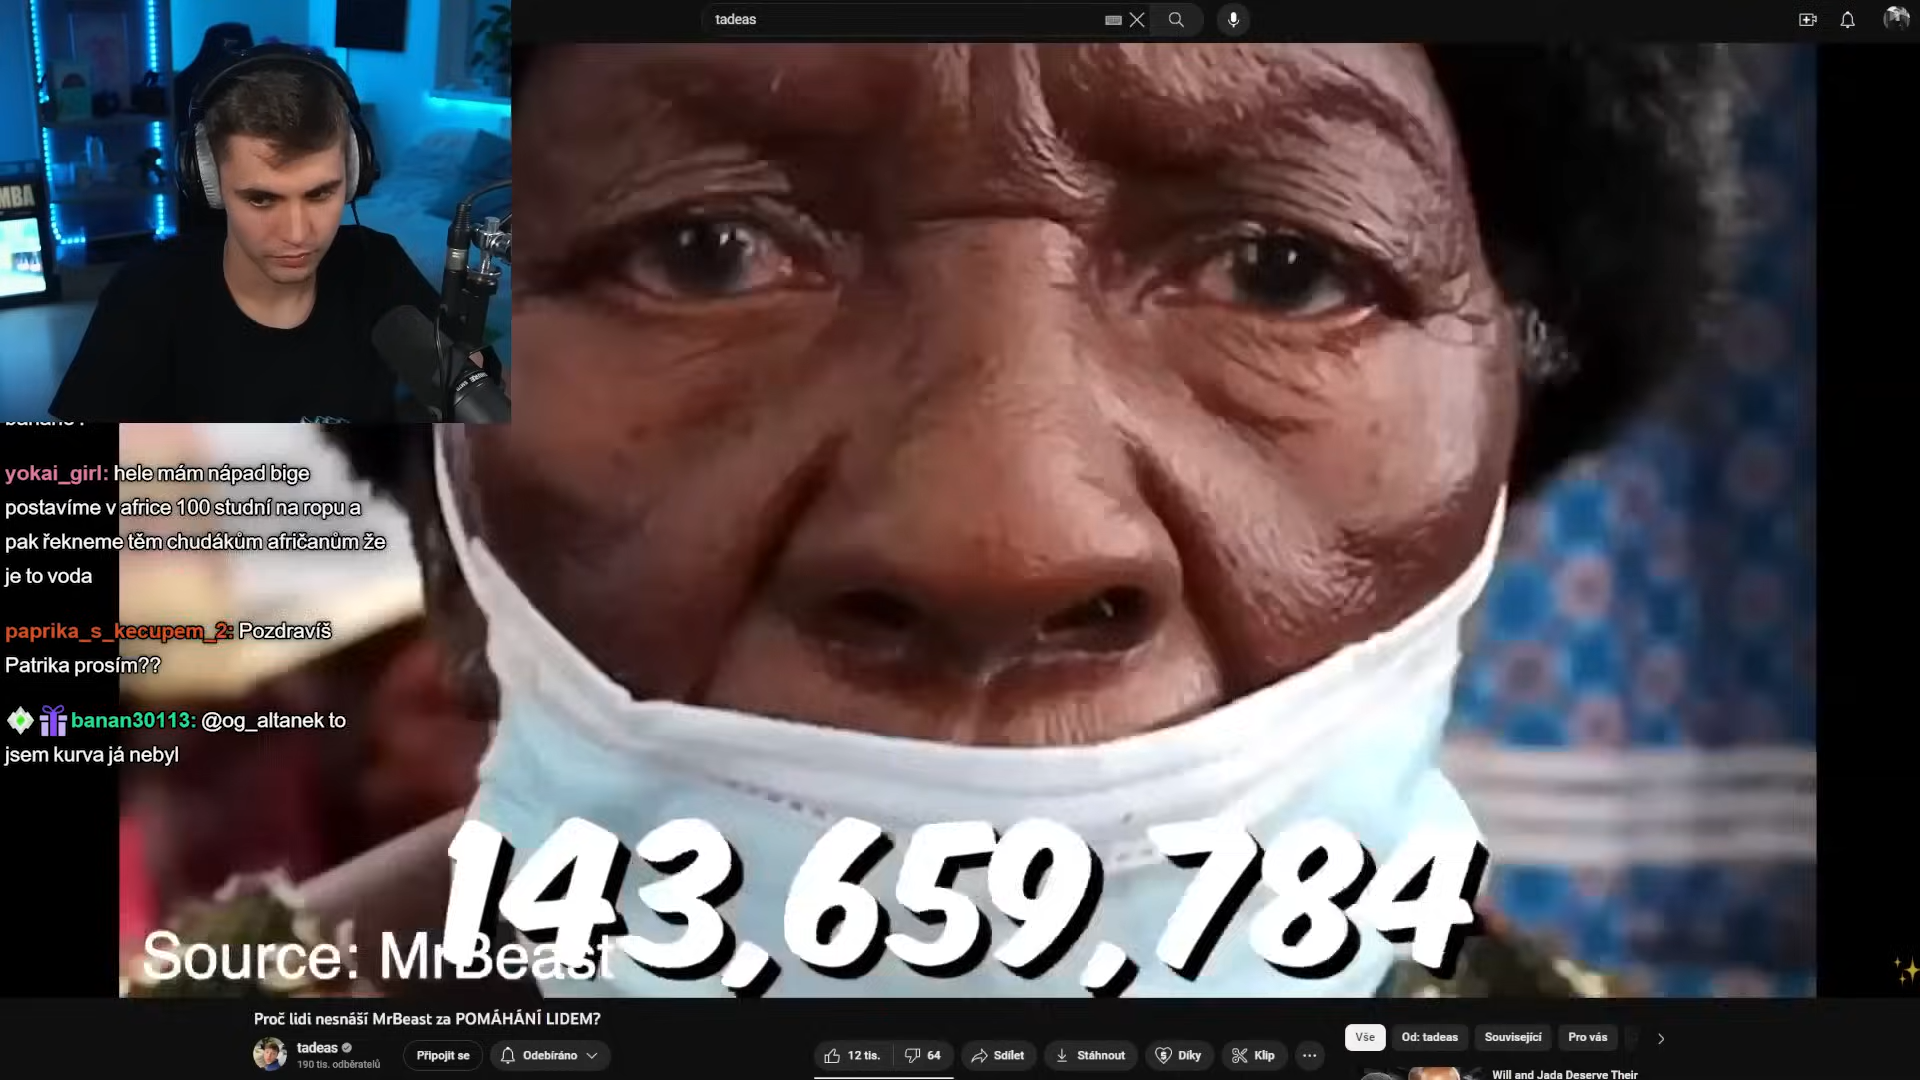 tadeas
MBA
yokai_girl: hele mám nápad bige
postavíme v africe 100 studní na ropu a
pak řekneme těm chudákům afričanům že
je to voda
paprika_s_kecupem_2: Pozdravíš
Patrika prosím??
banan30113: @og_altanek to
jsem kurva já nebyl
143,659,784
Source: MrBeast
Proč lidi nesnáší MrBeast za POMÁHÁNÍ LIDEM?
tadeas
190 tis. odběratelů
Připojit se
Odebíráno
12 tis.
64
Sdílet
Stáhnout
Díky
Klip
Vše
Od: tadeas
Související
Pro vás
Will and Jada Deserve Their